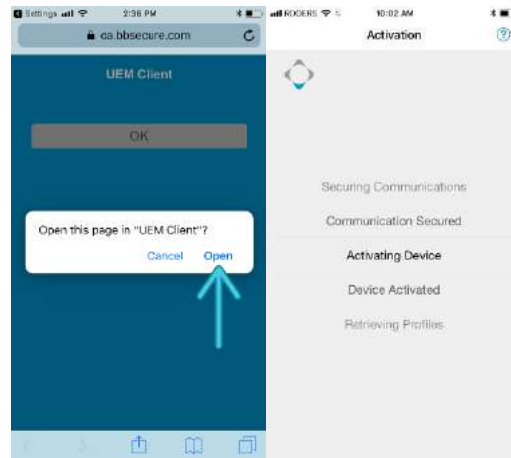 Settings 2:36 PM
ca.bbsecure.com
UEM Client
OK
Open this page in "UEM Client"?
Cancel Open
ROGERS 10:02 AM
Activation
?
Securing Communications
Communication Secured
Activating Device
Device Activated
Retrieving Profiles